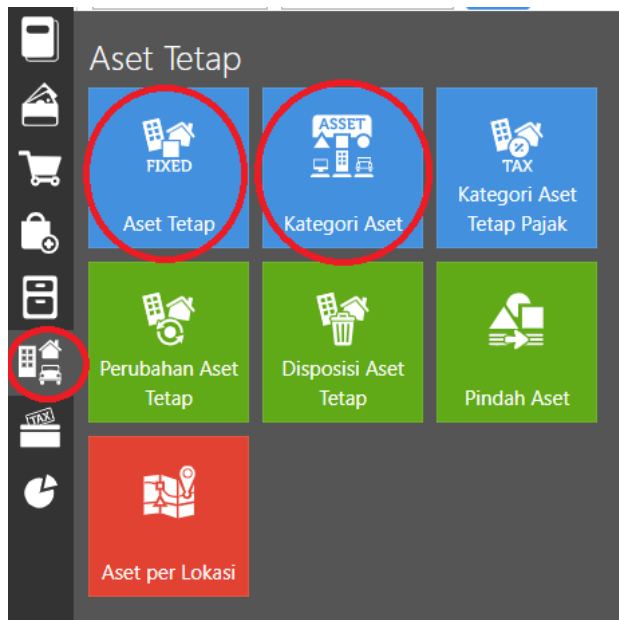 Aset Tetap
FIXED
Aset Tetap
ASSET
Kategori Aset
TAX
Kategori Aset
Tetap Pajak
Perubahan Aset
Tetap
Disposisi Aset
Tetap
Pindah Aset
TAX
Aset per Lokasi